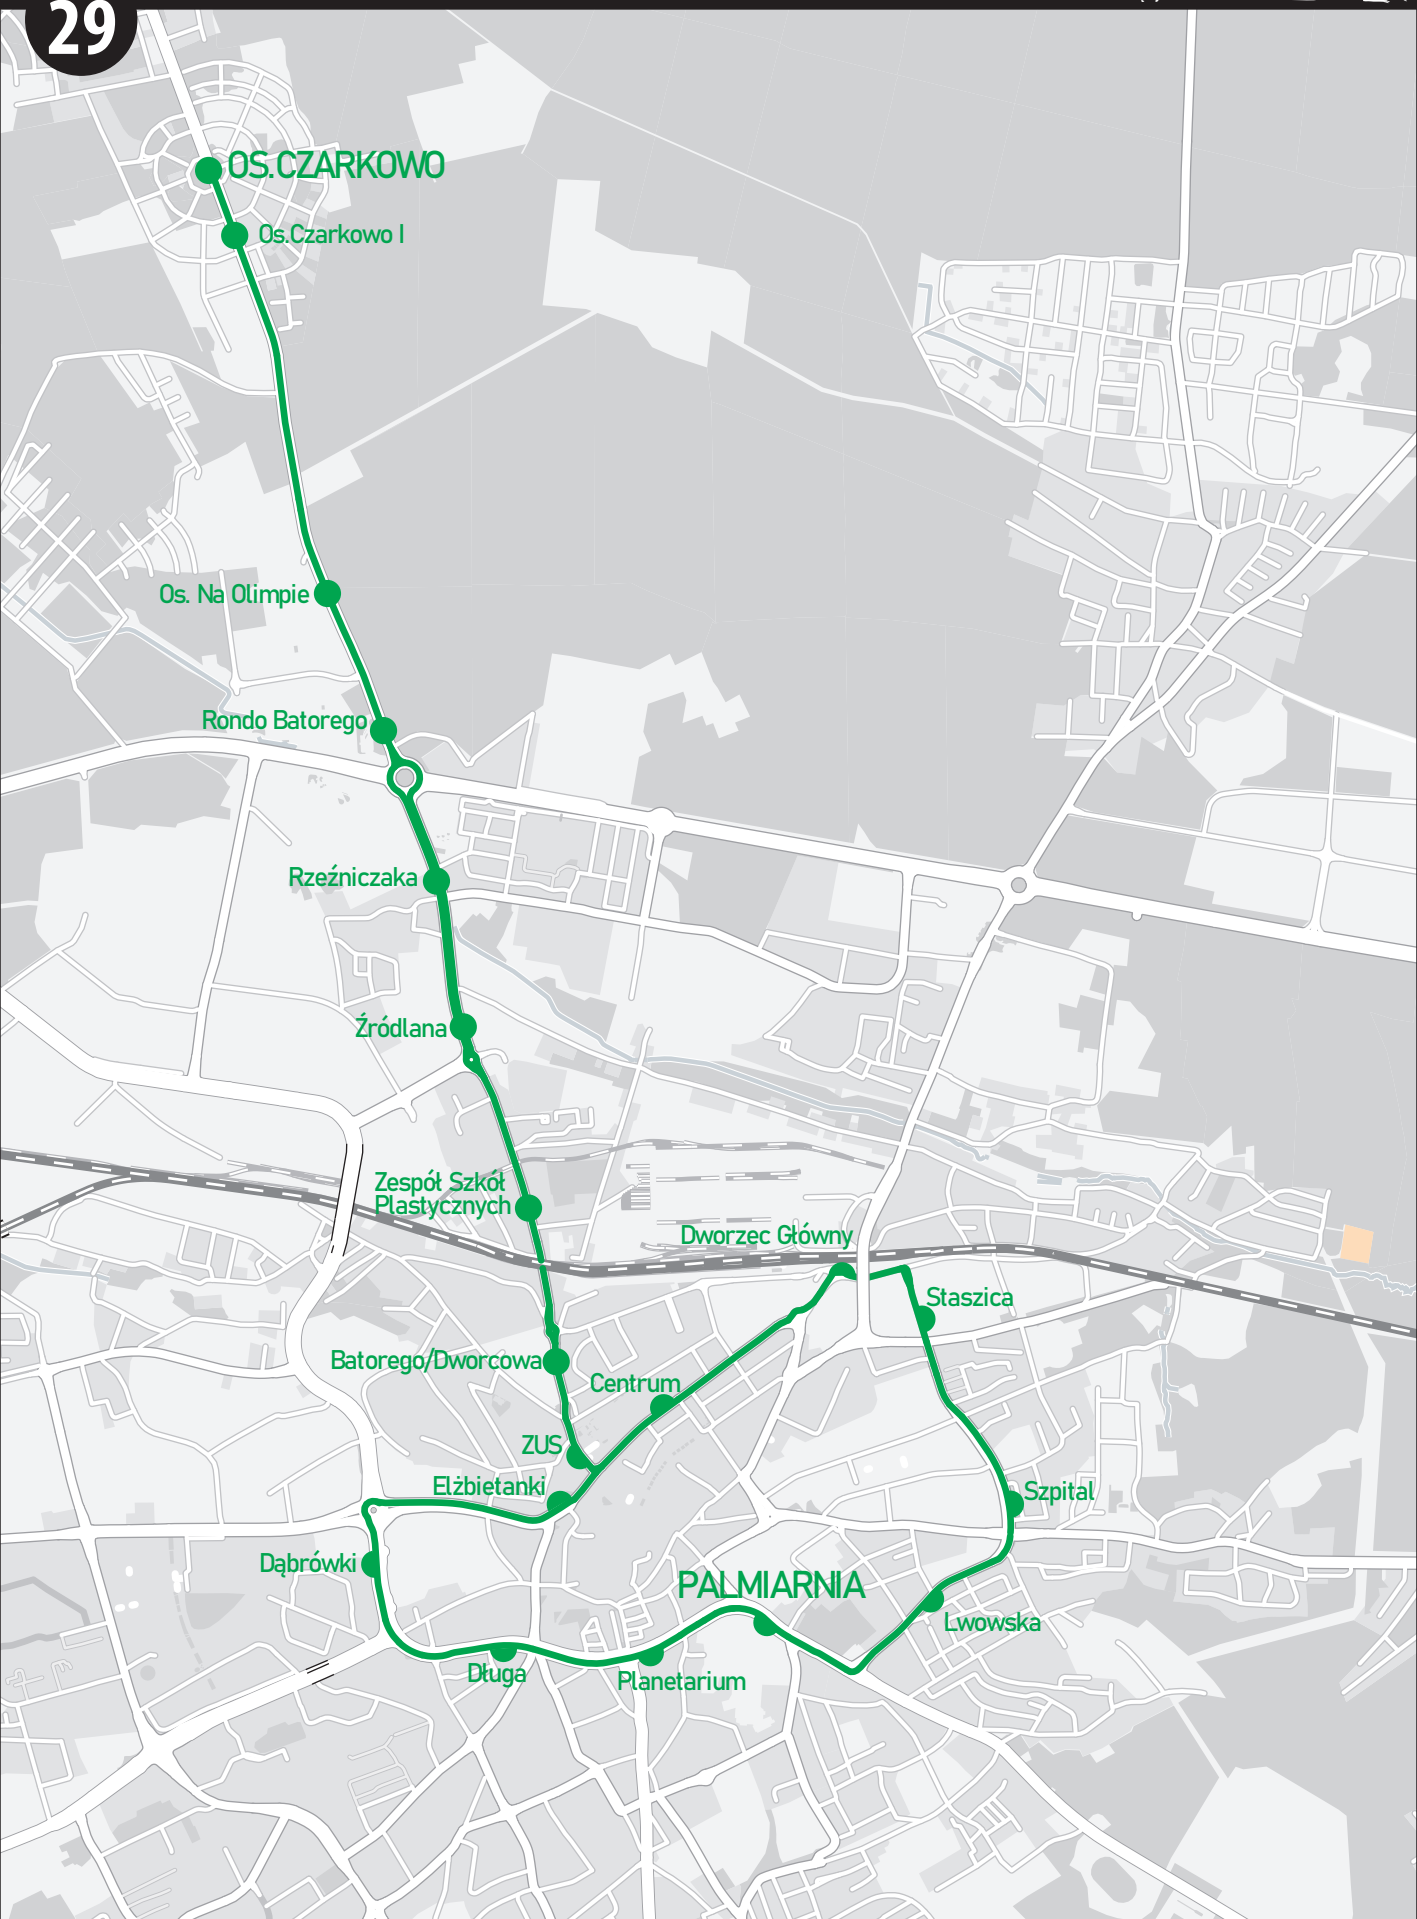 29
OS.CZARKOWO
Os.Czarkowo I
Os. Na Olimpie
Rondo Batorego
Rzeźniczaka
Źródlana
Zespół Szkół
Plastycznych
Dworzec Główny
Staszica
Batorego/Dworcowa
Centrum
ZUS
Elżbietanki
Szpital
Dąbrówki
PALMIARNIA
Lwowska
Długa
Planetarium